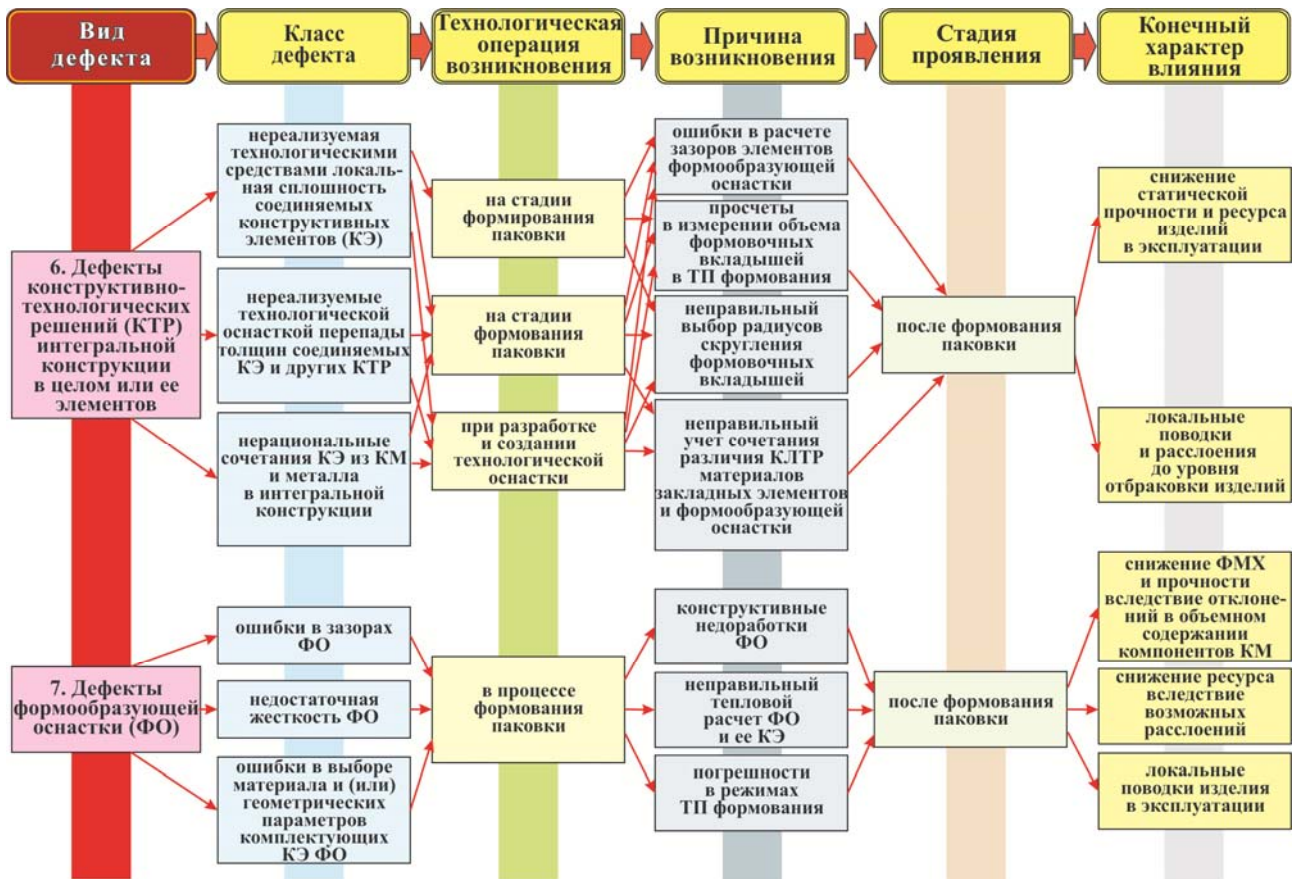 Вид
дефекта
Класс
дефекта
Технологическая
операция
возникновения
Причина
возникновения
Стадия
проявления
Конечный
характер
влияния
6. Дефекты
конструктивно-
технологических
решений (КТР)
интегральной
конструкции
в целом или ее
элементов
нереализуемая
технологическими
средствами локаль-
ная сплошность
соединяемых
конструктивных
элементов (КЭ)
нереализуемые
технологической
оснасткой перепады
толщин соединяемых
КЭ и других КТР
нерациональные
сочетания КЭ из КМ
и металла
в интегральной
конструкции
на стадии
формирования
паковки
на стадии
формования
паковки
при разработке
и создании
технологической
оснастки
ошибки в расчете
зазоров элементов
формообразующей
оснастки
просчеты
в измерении объема
формовочных
вкладышей
в ТП формования
неправильный
выбор радиусов
скругления
формовочных
вкладышей
неправильный
учет сочетания
различия КЛТР
материалов
закладных элементов
и формообразующей
оснастки
после формования
паковки
снижение
статической
прочности и ресурса
изделий
в эксплуатации
локальные
поводки
и расслоения
до уровня
отбраковки изделий
7. Дефекты
формообразующей
оснастки (ФО)
ошибки в зазорах
ФО
недостаточная
жесткость ФО
ошибки в выборе
материала и (или)
геометрических
параметров
комплектующих
КЭ ФО
в процессе
формования
паковки
конструктивные
недоработки
ФО
неправильный
тепловой
расчет ФО
и ее КЭ
погрешности
в режимах
ТП формования
после формования
паковки
снижение ФМХ
и прочности
вследствие отклоне-
ний в объемном
содержании
компонентов КМ
снижение ресурса
вследствие
возможных
расслоений
локальные
поводки изделия
в эксплуатации